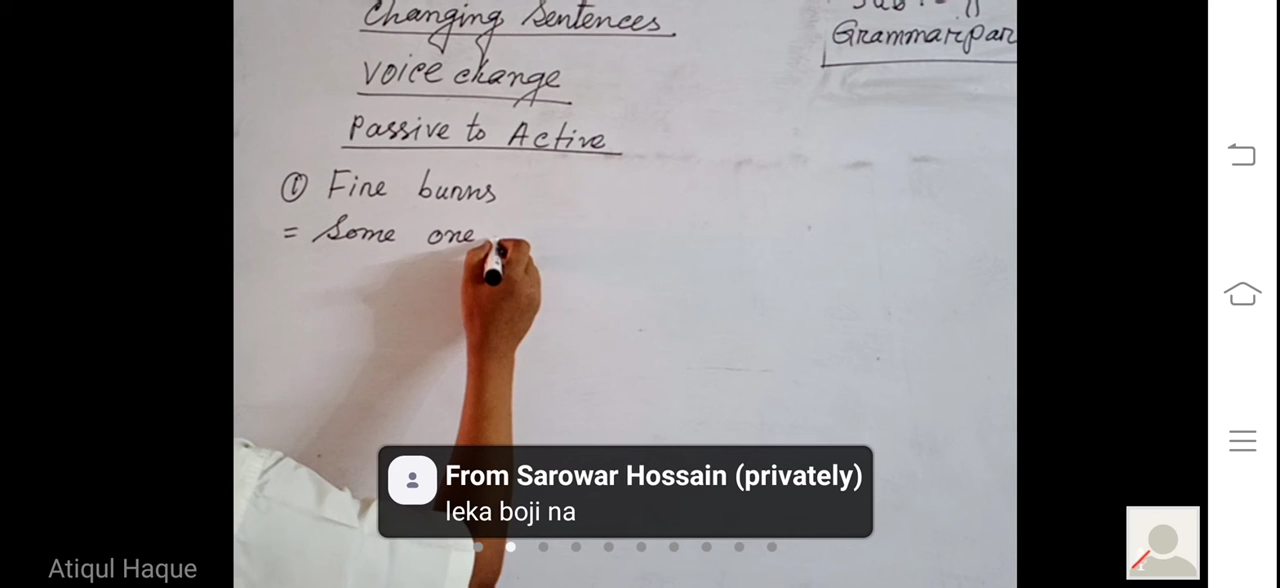 Changing Sentences
Grammar par
Voice change
Passive to Active
① Fire burns
= Some one
From Sarowar Hossain (privately)
leka boji na
Atiqul Haque